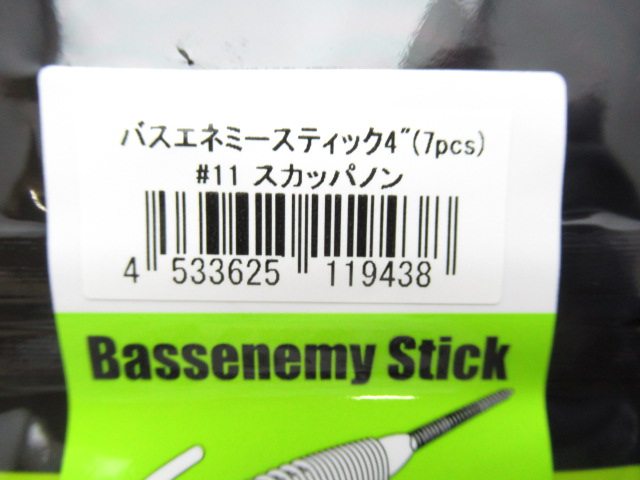 バスエネミースティック4"(7pcs)
#11 スカッパノン
4 533625 119438
Bassenemy Stick